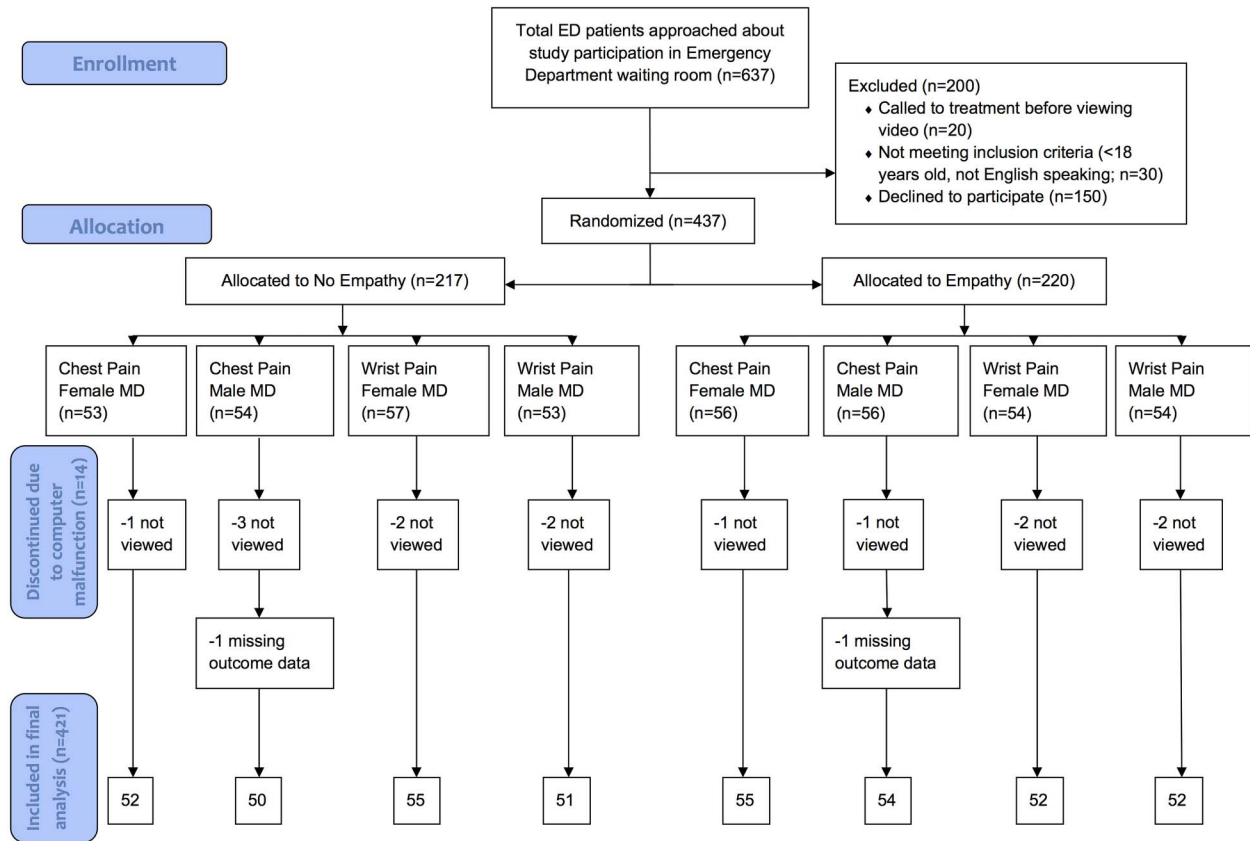 Enrollment
Total ED patients approached about
study participation in Emergency
Department waiting room (n=637)
Excluded (n=200)
♦ Called to treatment before viewing
video (n=20)
♦ Not meeting inclusion criteria (<18
years old, not English speaking; n=30)
♦ Declined to participate (n=150)
Allocation
Randomized (n=437)
Allocated to No Empathy (n=217)
Allocated to Empathy (n=220)
Chest Pain
Female MD
(n=53)
Chest Pain
Male MD
(n=54)
Wrist Pain
Female MD
(n=57)
Wrist Pain
Male MD
(n=53)
Chest Pain
Female MD
(n=56)
Chest Pain
Male MD
(n=56)
Wrist Pain
Female MD
(n=54)
Wrist Pain
Male MD
(n=54)
Discontinued due
to computer
malfunction (n=14)
-1 not
viewed
-3 not
viewed
-2 not
viewed
-2 not
viewed
-1 not
viewed
-1 not
viewed
-2 not
viewed
-2 not
viewed
-1 missing
outcome data
-1 missing
outcome data
Included in final
analysis (n=421)
52
50
55
51
55
54
52
52